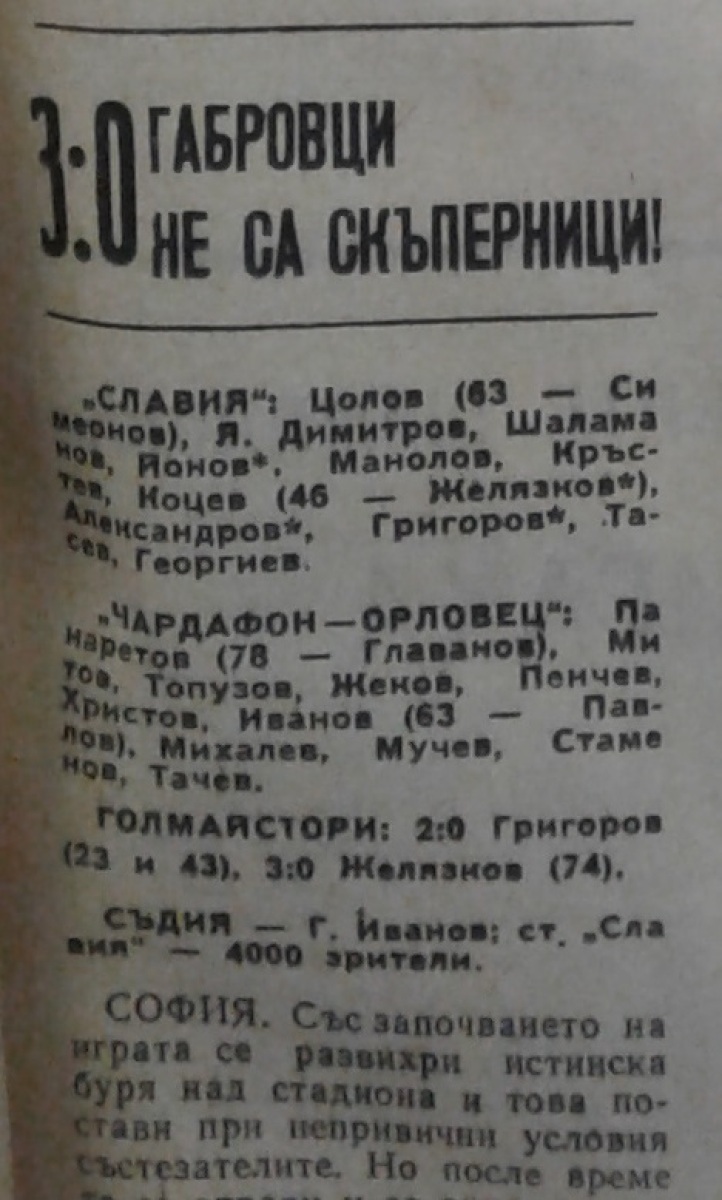 3:0 ГАБРОВЦИ
НЕ СА СКЪПЕРНИЦИ!
„СЛАВИЯ“: Цолов (63 — Си
меонов), Я. Димитров, Шалама
нов, Йонов*, Манолов, Кръс-
тев, Коцев (46 — Желязков*),
Александров*, Григоров*, Та-
сев, Георгиев.
„ЧАРДАФОН—ОРЛОВЕЦ“: Па
наретов (78 — Главанов), Ми
тов, Топузов, Жеков, Пенчев,
Христов, Иванов (63 — Пав-
лов), Михалев, Мучев, Стаме
нов, Тачев.
ГОЛМАЙСТОРИ: 2:0 Григоров
(23 и 43), 3:0 Желязков (74).
СЪДИЯ — Г. Иванов; ст. „Сла
вия“ — 4000 зрители.
СОФИЯ. Със започването на
играта се развихри истинска
буря над стадиона и това по-
стави при непривични условия
състезателите. Но после време